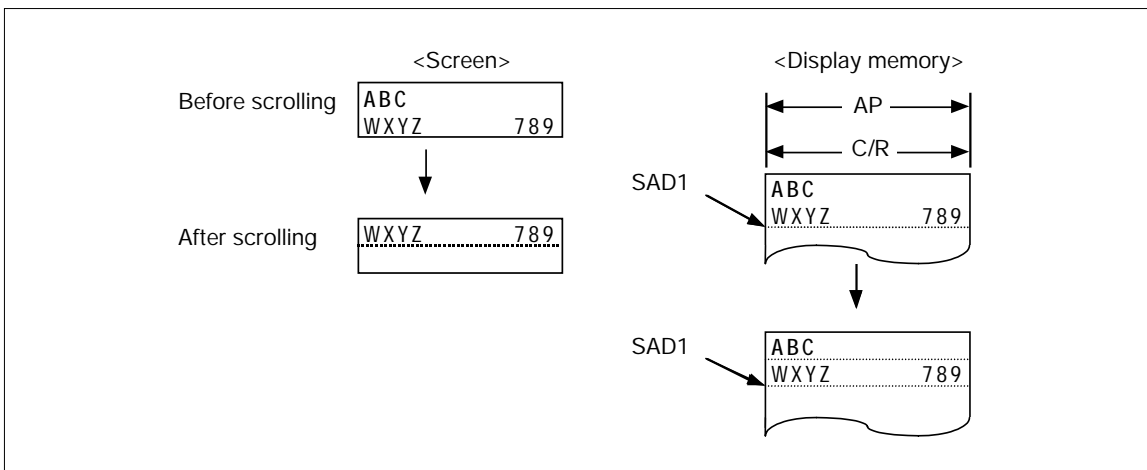 <Screen>
Before scrolling
ABC
WXYZ 789
After scrolling
WXYZ 789
<Display memory>
AP
C/R
SAD1
ABC
WXYZ 789
SAD1
ABC
WXYZ 789